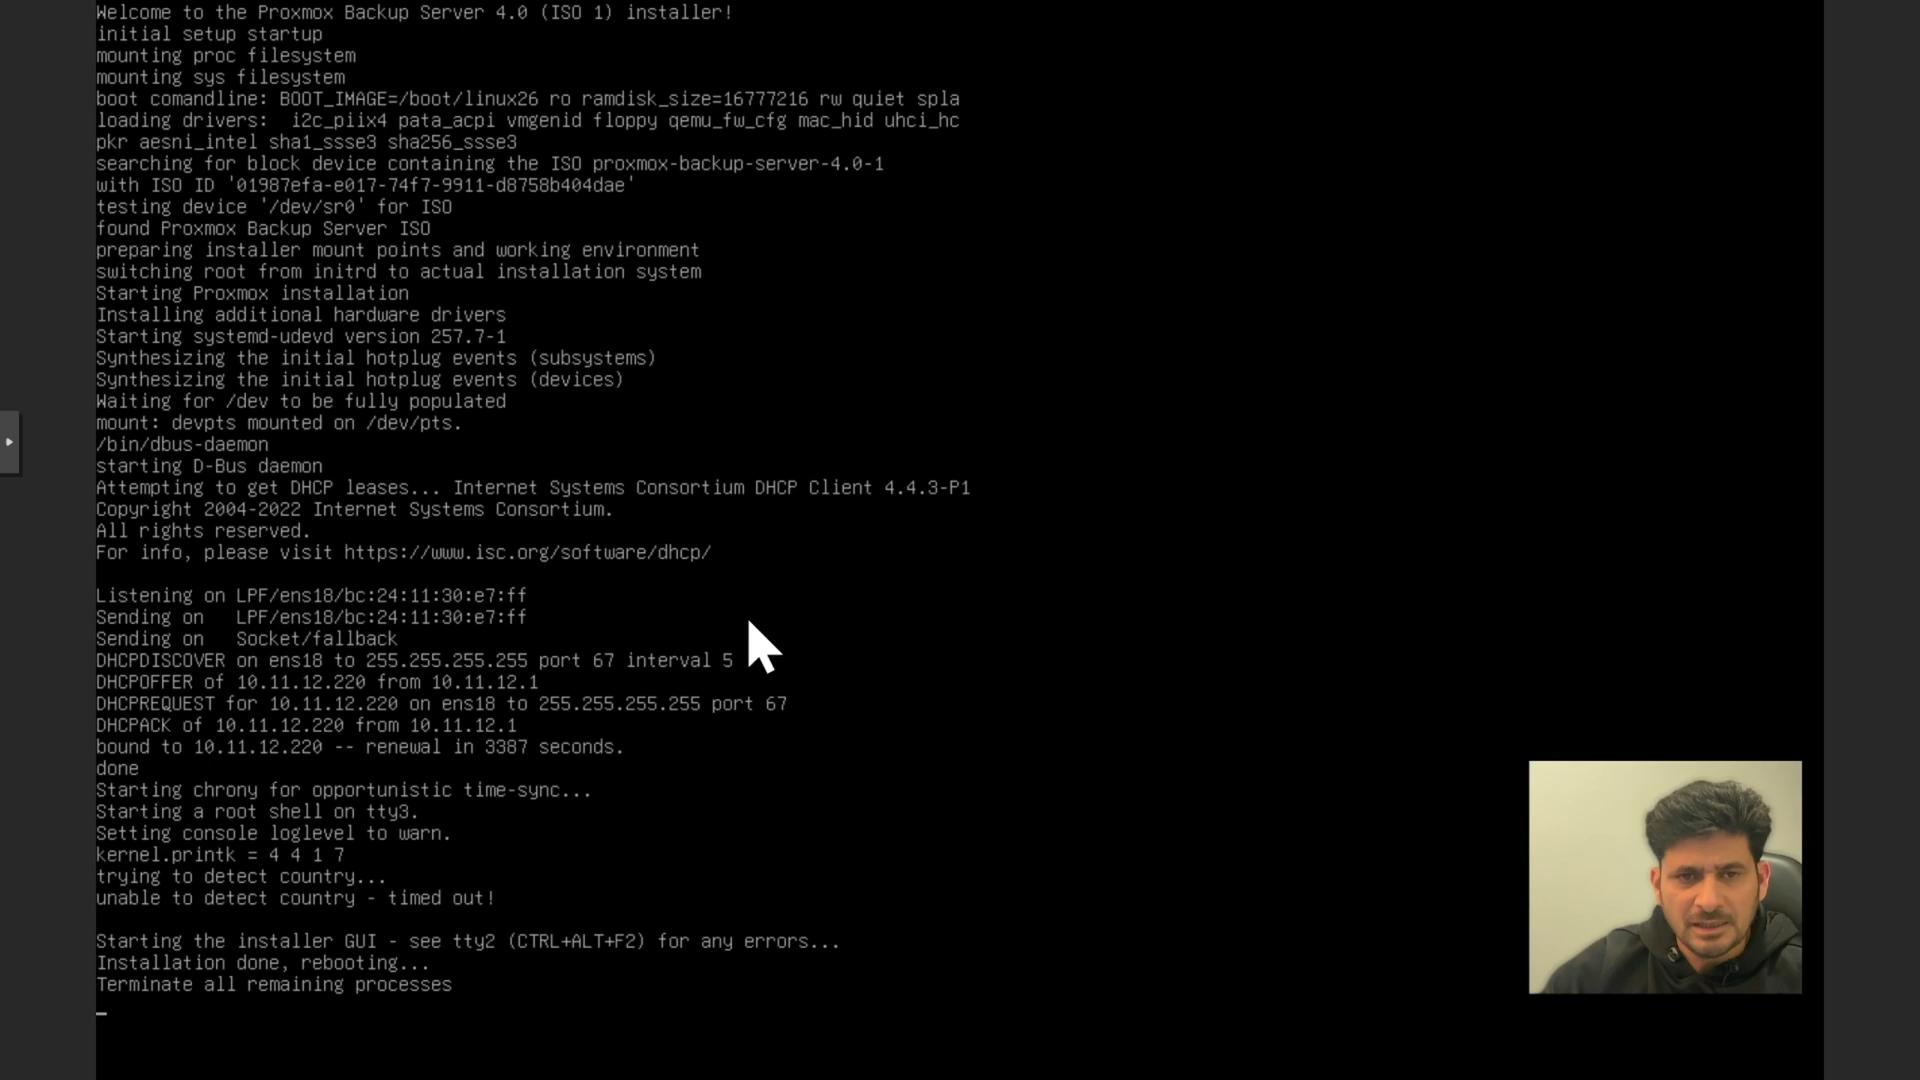 Welcome to the Proxmox Backup Server 4.0 (ISO 1) installer!
initial setup startup
mounting proc filesystem
mounting sys filesystem
boot comandline: BOOT_IMAGE=/boot/linux26 ro ramdisk_size=16777216 rw quiet spla
loading drivers:  i2c_piix4 pata_acpi vmgenid floppy qemu_fw_cfg mac_hid uhci_hc
pkr aesni_intel sha1_ssse3 sha256_ssse3
searching for block device containing the ISO proxmox-backup-server-4.0-1
with ISO ID '01987efa-e017-74f7-9911-d8758b404dae'
testing device '/dev/sr0' for ISO
found Proxmox Backup Server ISO
preparing installer mount points and working environment
switching root from initrd to actual installation system
Starting Proxmox installation
Installing additional hardware drivers
Starting systemd-udevd version 257.7-1
Synthesizing the initial hotplug events (subsystems)
Synthesizing the initial hotplug events (devices)
Waiting for /dev to be fully populated
mount: devpts mounted on /dev/pts.
/bin/dbus-daemon
starting D-Bus daemon
Attempting to get DHCP leases... Internet Systems Consortium DHCP Client 4.4.3-P1
Copyright 2004-2022 Internet Systems Consortium.
All rights reserved.
For info, please visit https://www.isc.org/software/dhcp/
Listening on LPF/ens18/bc:24:11:30:e7:ff
Sending on   LPF/ens18/bc:24:11:30:e7:ff
Sending on   Socket/fallback
DHCPDISCOVER on ens18 to 255.255.255.255 port 67 interval 5
DHCPOFFER of 10.11.12.220 from 10.11.12.1
DHCPREQUEST for 10.11.12.220 on ens18 to 255.255.255.255 port 67
DHCPACK of 10.11.12.220 from 10.11.12.1
bound to 10.11.12.220 -- renewal in 3387 seconds.
done
Starting chrony for opportunistic time-sync...
Starting a root shell on tty3.
Setting console loglevel to warn.
kernel.printk = 4 4 1 7
trying to detect country...
unable to detect country - timed out!
Starting the installer GUI - see tty2 (CTRL+ALT+F2) for any errors...
Installation done, rebooting...
Terminate all remaining processes